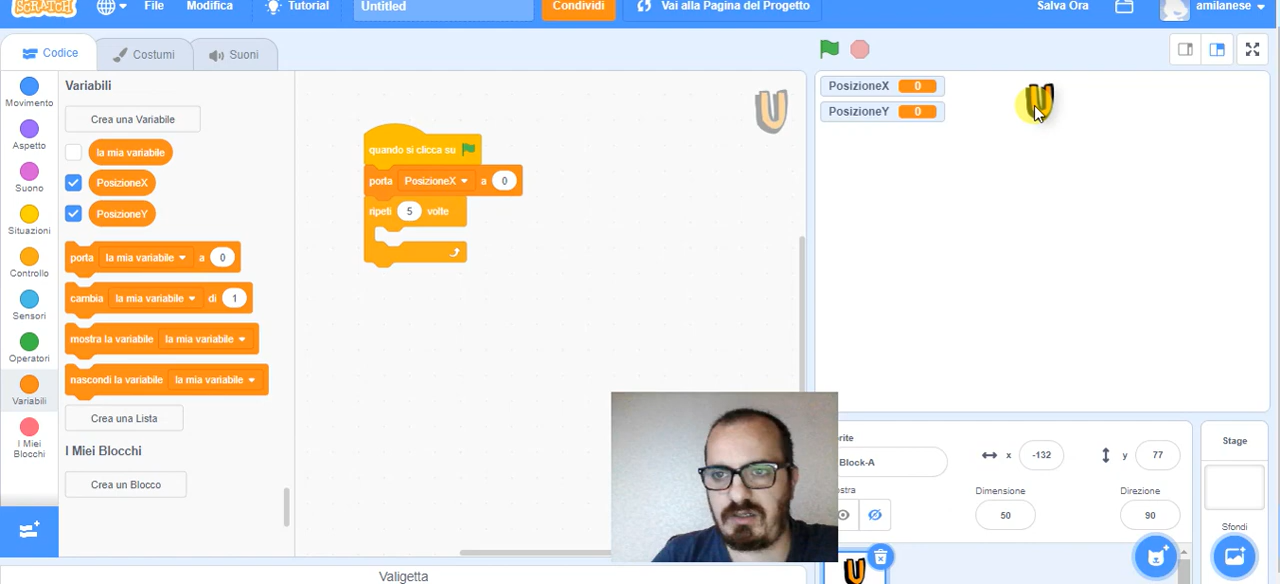 SCRATCH File Modifica Tutorial Untitled Condividi Vai alla Pagina del Progetto Salva Ora amilanese
Codice Costumi Suoni
Movimento
Aspetto
Suono
Situazioni
Controllo
Sensori
Operatori
Variabili
I Miei
Blocchi
Variabili
Crea una Variabile
la mia variabile
PosizioneX
PosizioneY
porta la mia variabile a 0
cambia la mia variabile di 1
mostra la variabile la mia variabile
nascondi la variabile la mia variabile
Crea una Lista
I Miei Blocchi
Crea un Blocco
quando si clicca su
porta PosizioneX a 0
ripeti 5 volte
U
PosizioneX 0
PosizioneY 0
U
Block-A
x -132
y 77
Dimensione
50
Direzione
90
U
Stage
Sfondi
Valigetta